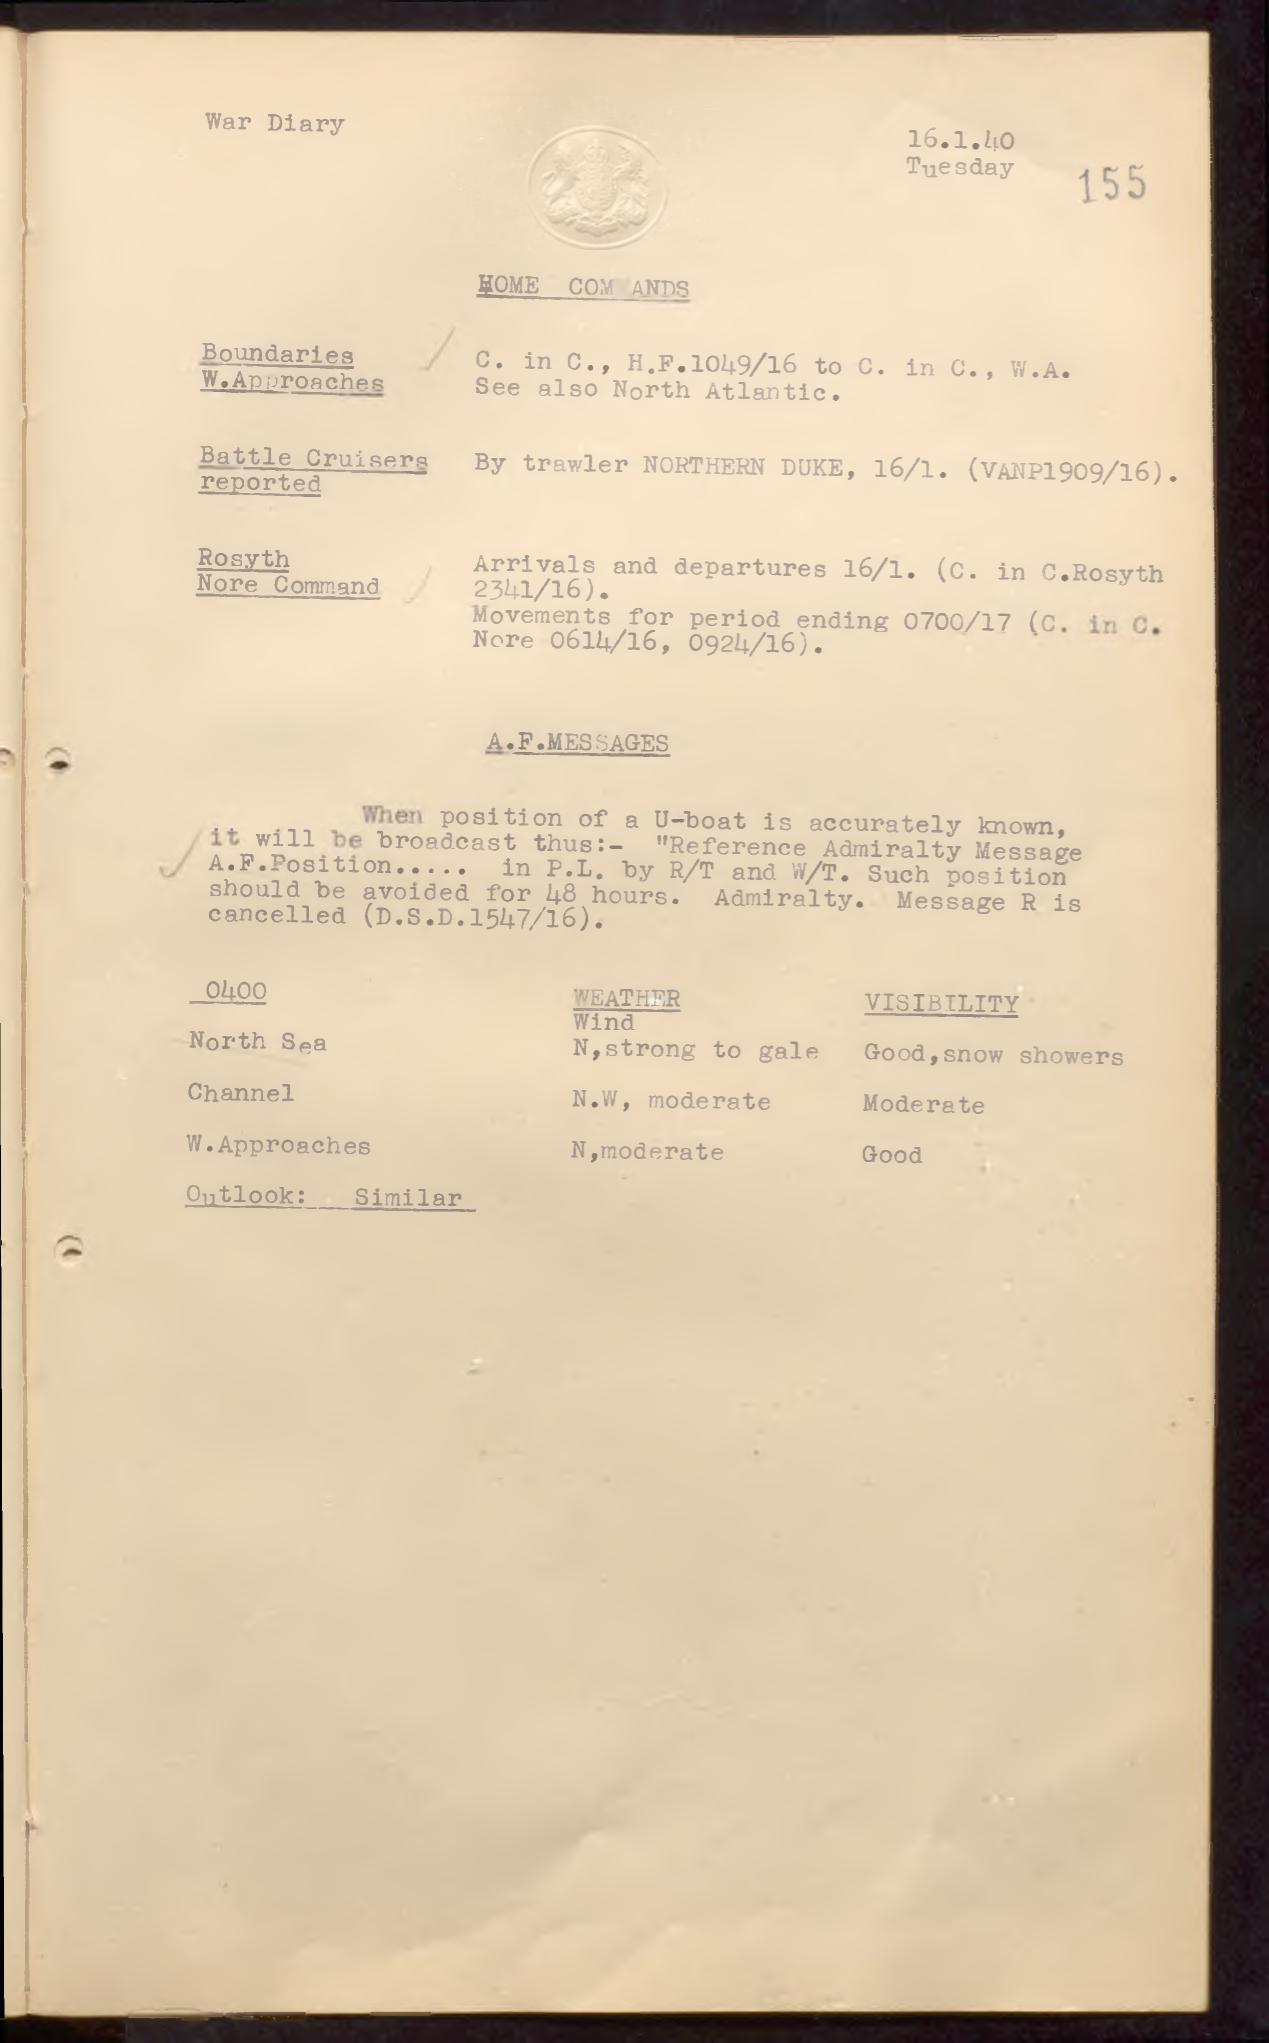 War Diary
16.1.40
Tuesday
155
HOME COM ANDS
Boundaries
W.Approaches
C. in C., H.F.1049/16 to C. in C., W.A.
See also North Atlantic.
Battle Cruisers
reported
By trawler NORTHERN DUKE, 16/1. (VANP1909/16).
Rosyth
Nore Command
Arrivals and departures 16/1. (C. in C.Rosyth
2341/16).
Movements for period ending 0700/17 (C. in C.
Nore 0614/16, 0924/16).
A.F.MESSAGES
When position of a U-boat is accurately known,
it will be broadcast thus:- "Reference Admiralty Message
A.F.Position..... in P.L. by R/T and W/T. Such position
should be avoided for 48 hours. Admiralty. Message R is
cancelled (D.S.D.1547/16).
0400 WEATHER VISIBILITY
Wind
North Sea N,strong to gale Good,snow showers
Channel N.W, moderate Moderate
W.Approaches N,moderate Good
Outlook: Similar